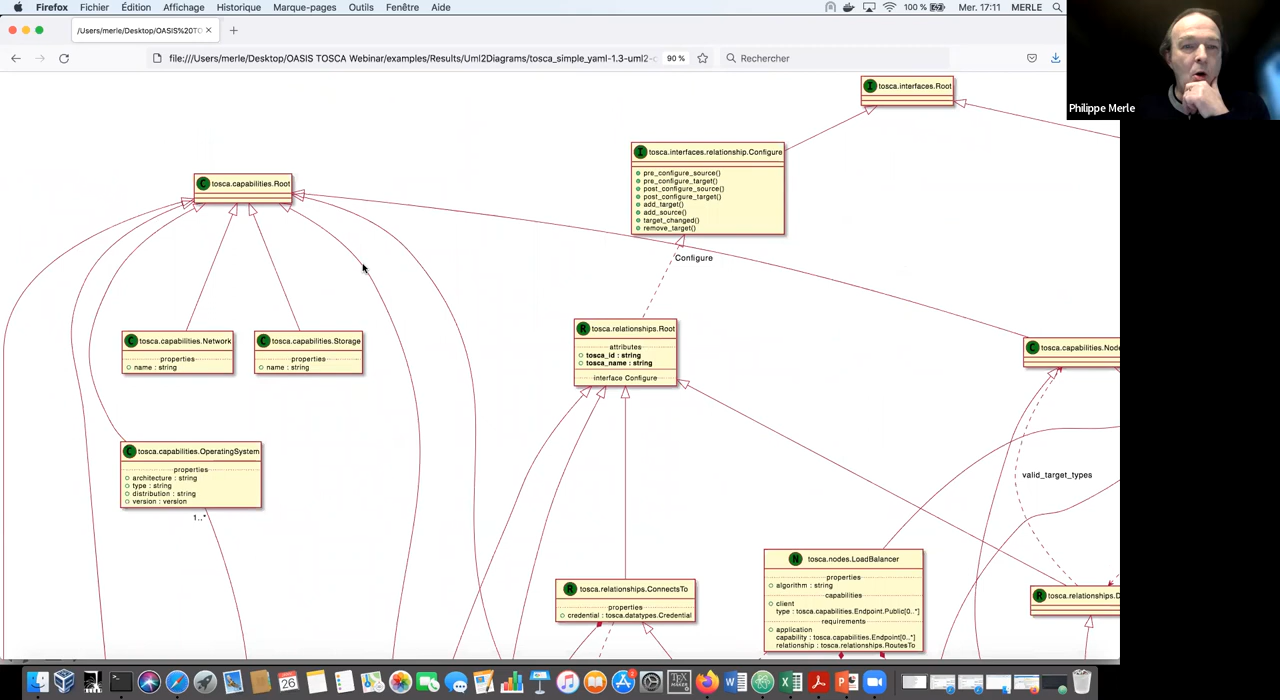 Firefox Fichier Édition Affichage Historique Marque-pages Outils Fenêtre Aide 100 % Mer. 17:11 MERLE
/Users/merle/Desktop/OASIS%20TO
file:///Users/merle/Desktop/OASIS TOSCA Webinar/examples/Results/Uml2Diagrams/tosca_simple_yaml-1.3-uml2- 90 % Rechercher
Philippe Merle
I tosca.interfaces.Root
I tosca.interfaces.relationship.Configure
pre_configure_source()
pre_configure_target()
post_configure_source()
post_configure_target()
add_target()
add_source()
target_changed()
remove_target()
Configure
C tosca.capabilities.Root
R tosca.relationships.Root
attributes
tosca_id : string
tosca_name : string
interface Configure
C tosca.capabilities.Network
properties
name : string
C tosca.capabilities.Storage
properties
name : string
C tosca.capabilities.Node
C tosca.capabilities.OperatingSystem
properties
architecture : string
type : string
distribution : string
version : version
1..*
valid_target_types
N tosca.nodes.LoadBalancer
properties
algorithm : string
capabilities
client
type : tosca.capabilities.Endpoint.Public[0..*]
requirements
application
capability : tosca.capabilities.Endpoint[0..*]
relationship : tosca.relationships.RoutesTo
R tosca.relationships.ConnectsTo
properties
credential : tosca.datatypes.Credential
R tosca.relationships.D
26